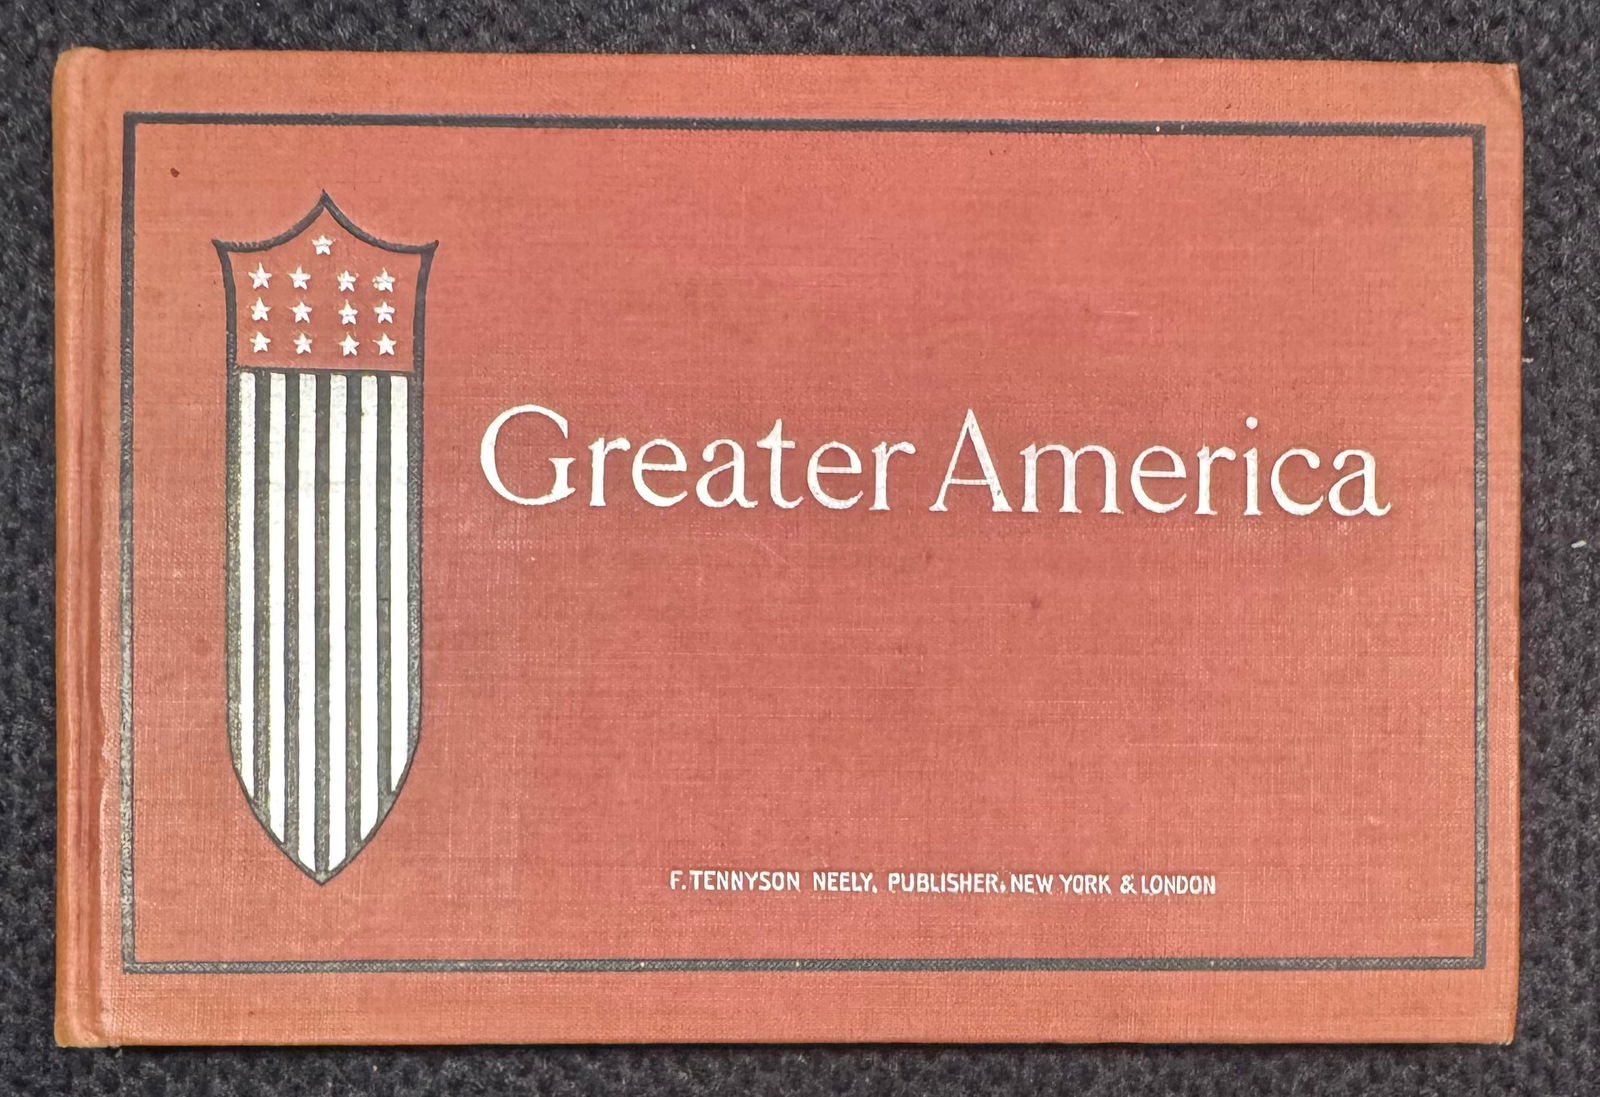 Greater America
F. TENNYSON NEELY, PUBLISHER, NEW YORK & LONDON